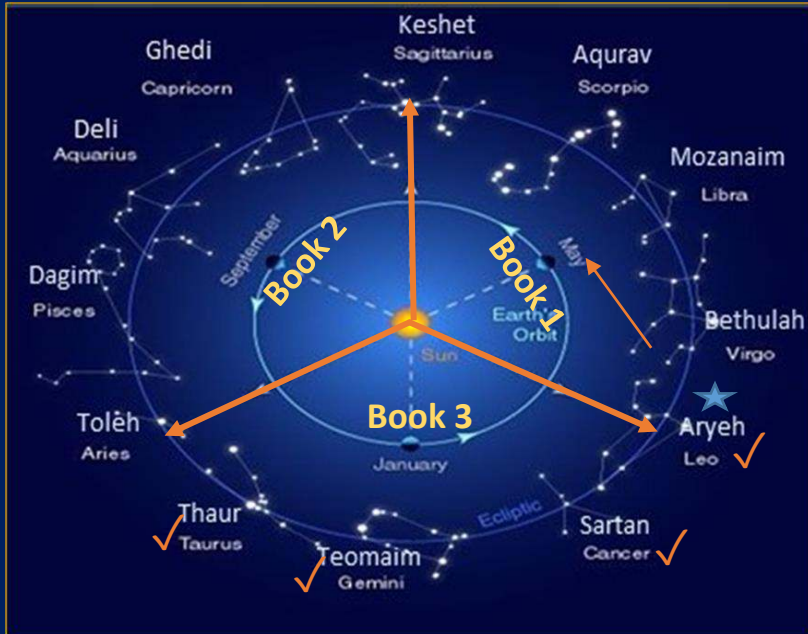 Keshet
Sagittarius
Ghedi
Capricorn
Aqurav
Scorpio
Deli
Aquarius
Mozanaim
Libra
September
Book 2
Book 1
May
Dagim
Pisces
Earth's
Orbit
Bethulah
Virgo
Sun
Toleh
Aries
Book 3
Aryeh
Leo
January
Thaur
Taurus
Teomaim
Gemini
Ecliptic
Sartan
Cancer